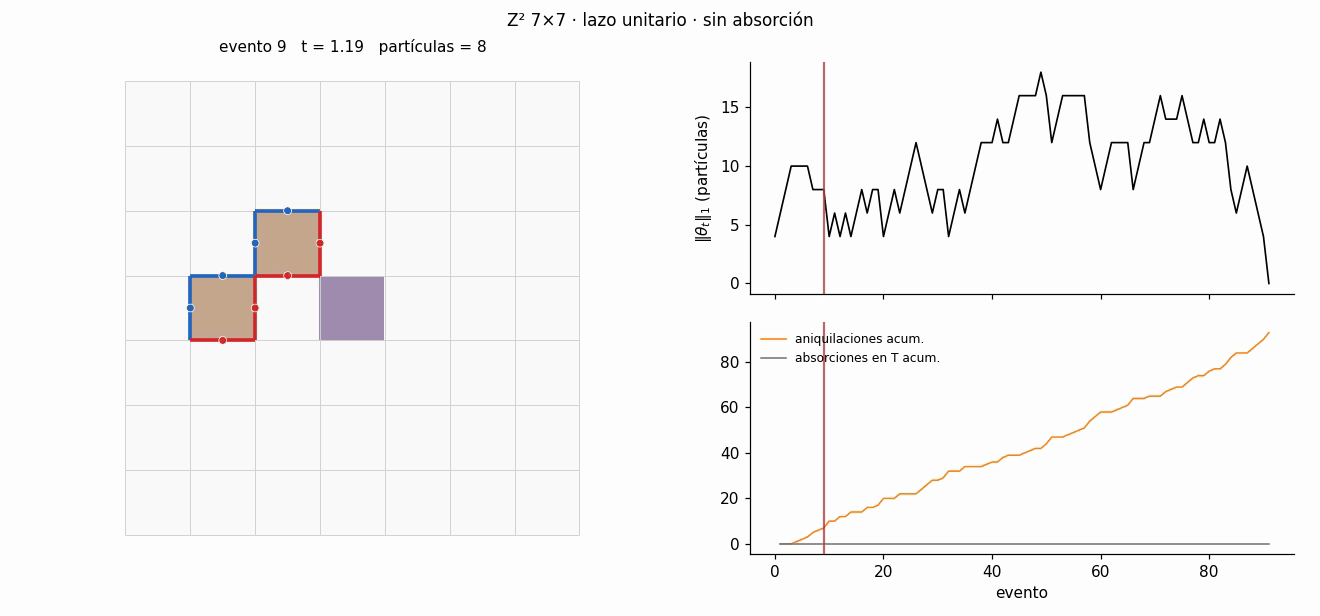 Z² 7×7 · lazo unitario · sin absorción
evento 9   t = 1.19   partículas = 8
‖θₜ‖₁ (partículas)
15
10
5
0
aniquilaciones acum.
absorciones en T acum.
80
60
40
20
0
0 20 40 60 80
evento